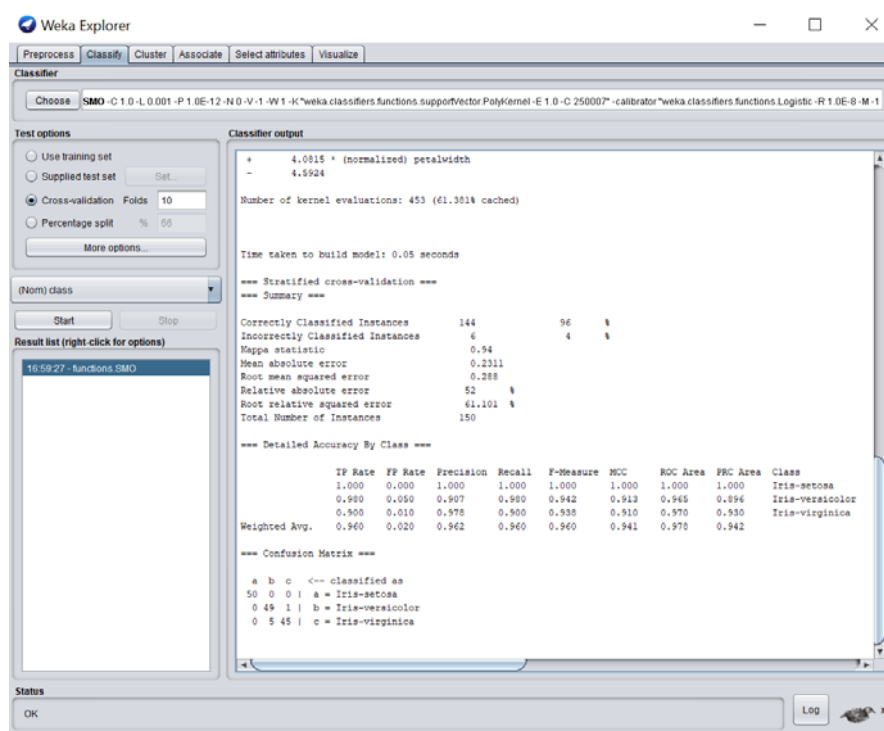 Weka Explorer
Preprocess Classify Cluster Associate Select attributes Visualize
Classifier
Choose SMO -C 1.0 -L 0.001 -P 1.0E-12 -N 0 -V -1 -W 1 -K "weka.classifiers.functions.supportVector.PolyKernel -E 1.0 -C 250007" -calibrator "weka.classifiers.functions.Logistic -R 1.0E-8 -M -1
Test options
Use training set
Supplied test set Set...
Cross-validation Folds 10
Percentage split % 66
More options...
(Nom) class
Start Stop
Result list (right-click for options)
16:59:27 - functions.SMO
Classifier output
+ 4.0815 * (normalized) petalwidth
- 4.5924
Number of kernel evaluations: 453 (61.381% cached)
Time taken to build model: 0.05 seconds
=== Stratified cross-validation ===
=== Summary ===
Correctly Classified Instances 144 96 %
Incorrectly Classified Instances 6 4 %
Kappa statistic 0.94
Mean absolute error 0.2311
Root mean squared error 0.288
Relative absolute error 52 %
Root relative squared error 61.101 %
Total Number of Instances 150
=== Detailed Accuracy By Class ===
TP Rate FP Rate Precision Recall F-Measure MCC ROC Area PRC Area Class
1.000 0.000 1.000 1.000 1.000 1.000 1.000 1.000 Iris-setosa
0.980 0.050 0.907 0.980 0.942 0.913 0.965 0.896 Iris-versicolor
0.900 0.010 0.978 0.900 0.938 0.910 0.970 0.930 Iris-virginica
Weighted Avg. 0.960 0.020 0.962 0.960 0.960 0.941 0.978 0.942
=== Confusion Matrix ===
a b c <-- classified as
50 0 0 | a = Iris-setosa
0 49 1 | b = Iris-versicolor
0 5 45 | c = Iris-virginica
Status
OK
Log